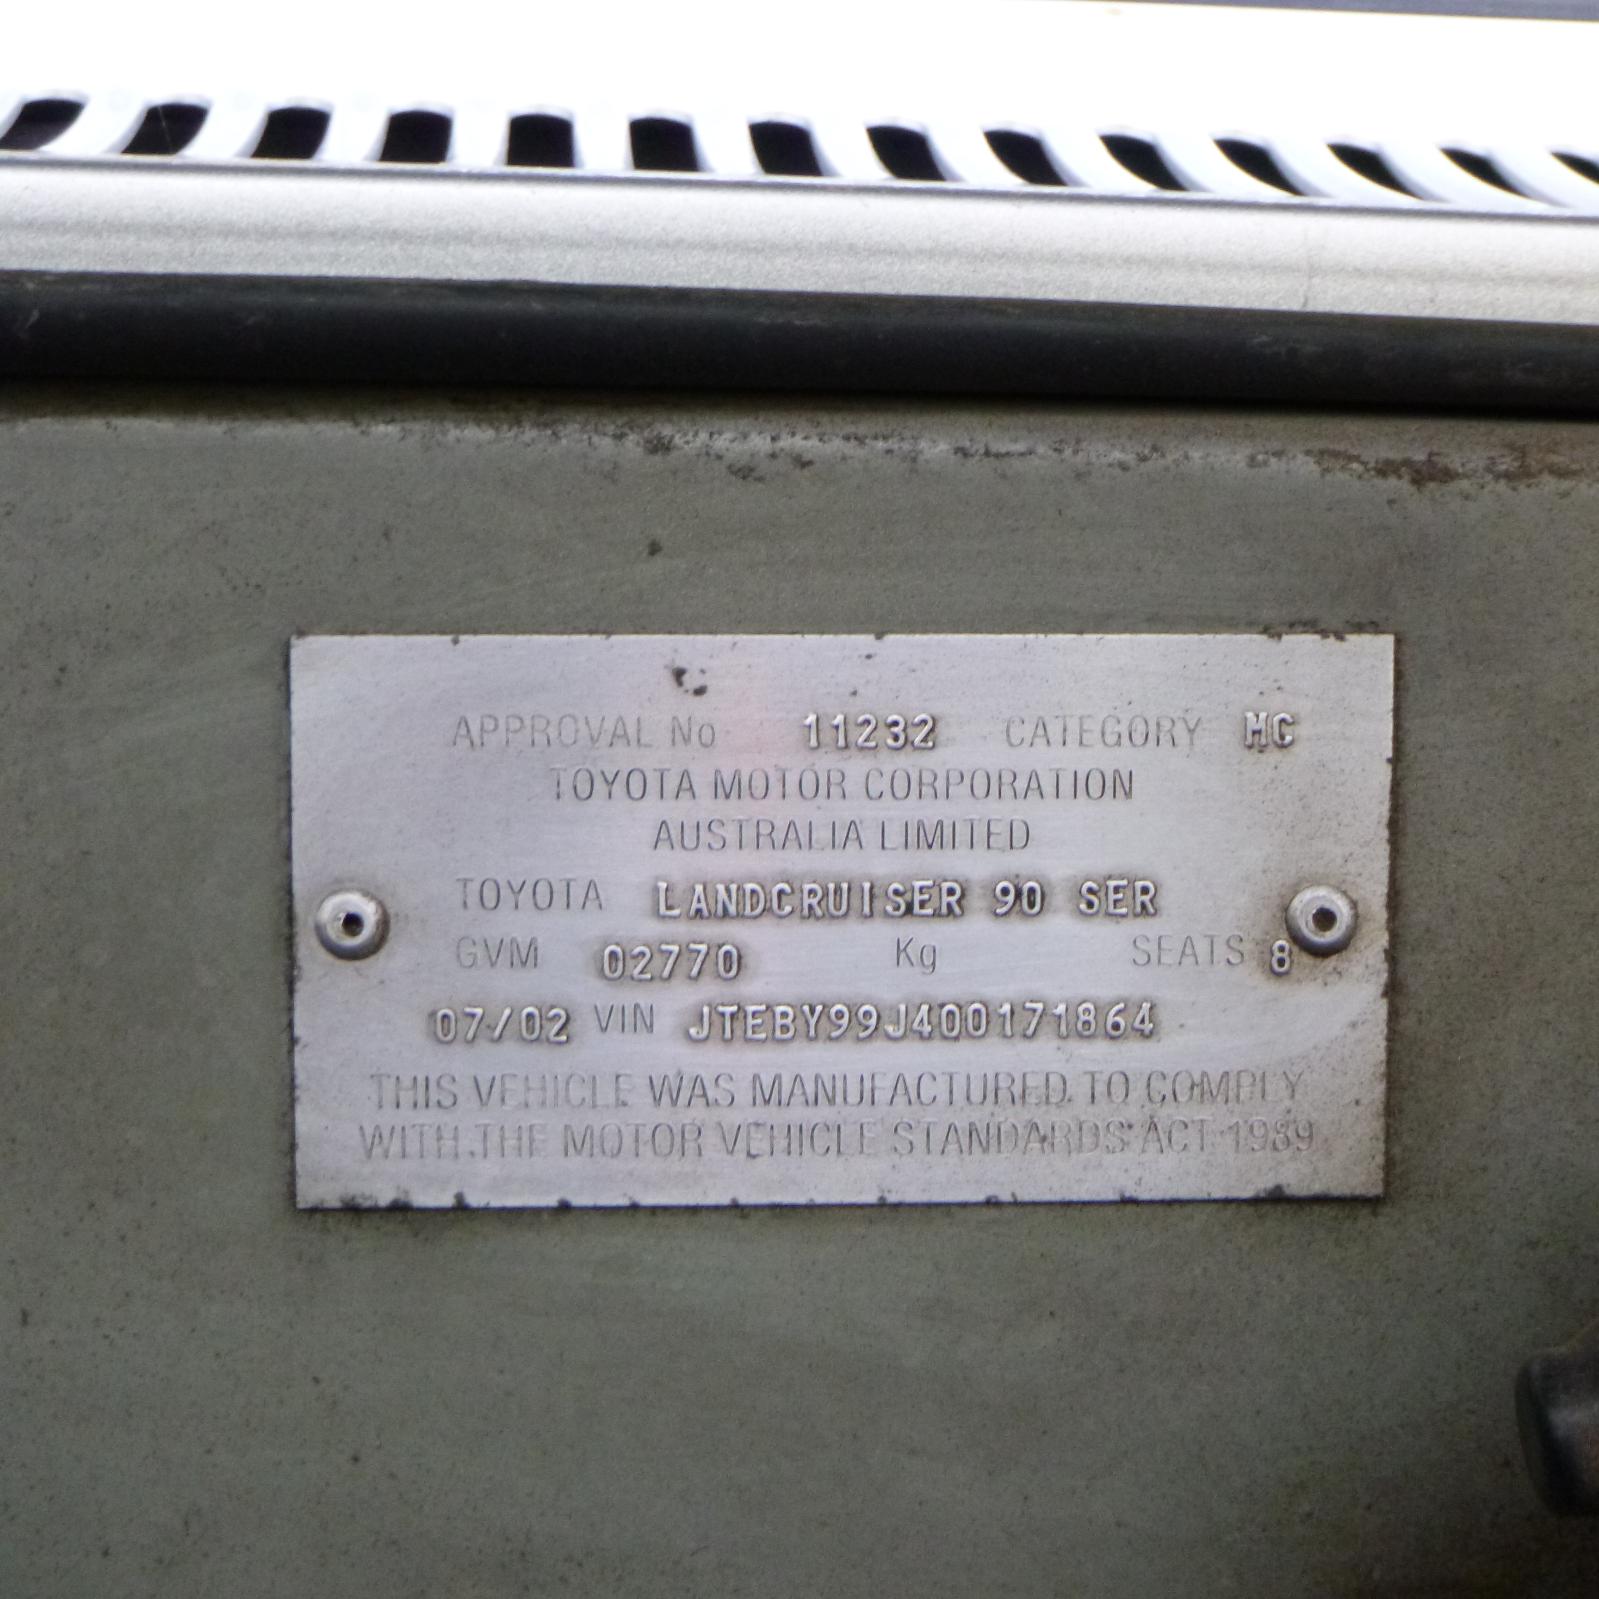 APPROVAL No 11232 CATEGORY MC
TOYOTA MOTOR CORPORATION
AUSTRALIA LIMITED
TOYOTA LANDCRUISER 90 SER
GVM 02770 Kg SEATS 8
07/02 VIN JTEBY99J400171864
THIS VEHICLE WAS MANUFACTURED TO COMPLY
WITH THE MOTOR VEHICLE STANDARDS ACT 1989